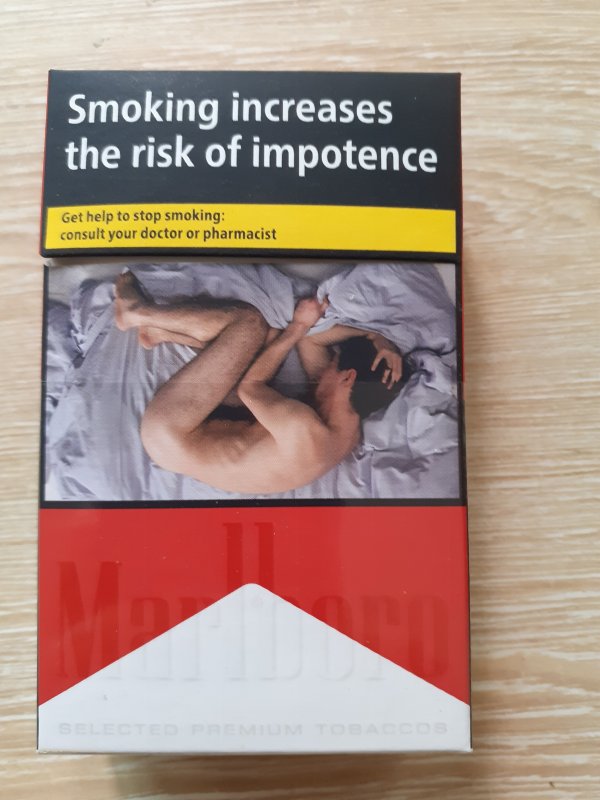 Smoking increases
the risk of impotence
Get help to stop smoking:
consult your doctor or pharmacist
Marlboro
SELECTED PREMIUM TOBACCOS